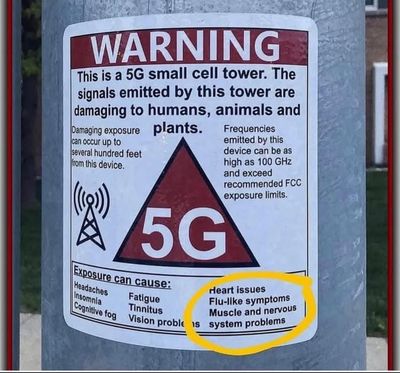 WARNING
This is a 5G small cell tower. The
signals emitted by this tower are
damaging to humans, animals and
plants.
Damaging exposure
can occur up to
several hundred feet
from this device.
Frequencies
emitted by this
device can be as
high as 100 GHz
and exceed
recommended FCC
exposure limits.
5G
Exposure can cause:
Headaches
Insomnia
Cognitive fog
Fatigue
Tinnitus
Vision problems
Heart issues
Flu-like symptoms
Muscle and nervous
system problems